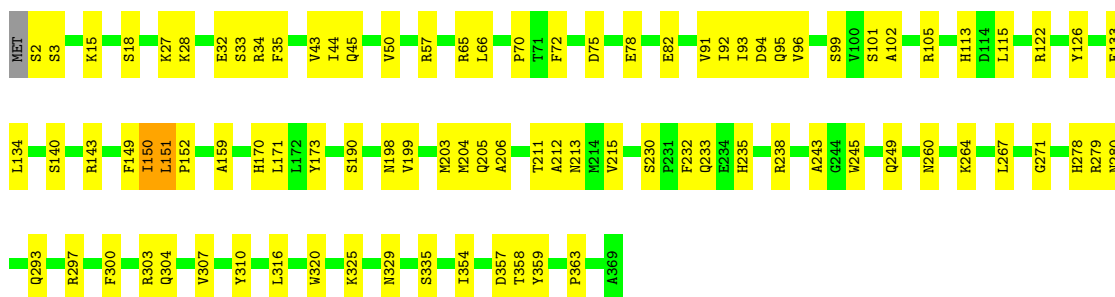 MET S2 S3 K15 S18 K27 K28 E32 S33 R34 F35 V43 I44 Q45 V50 R57 R65 L66 P70 T71 F72 D75 E78 E82 V91 I92 I93 D94 Q95 V96 S99 V100 S101 A102 R105 H113 D114 L115 R122 Y126
L134 S140 R143 F149 I150 L151 P152 A159 H170 L171 L172 Y173 S190 N198 V199 M203 M204 Q205 A206 T211 A212 N213 M214 V215 S230 P231 F232 Q233 E234 H235 R238 A243 G244 W245 Q249 N260 K264 L267 G271 H278 R279
Q293 R297 F300 R303 Q304 V307 Y310 L316 W320 K325 N329 S335 I354 D357 T358 Y359 P363 A369